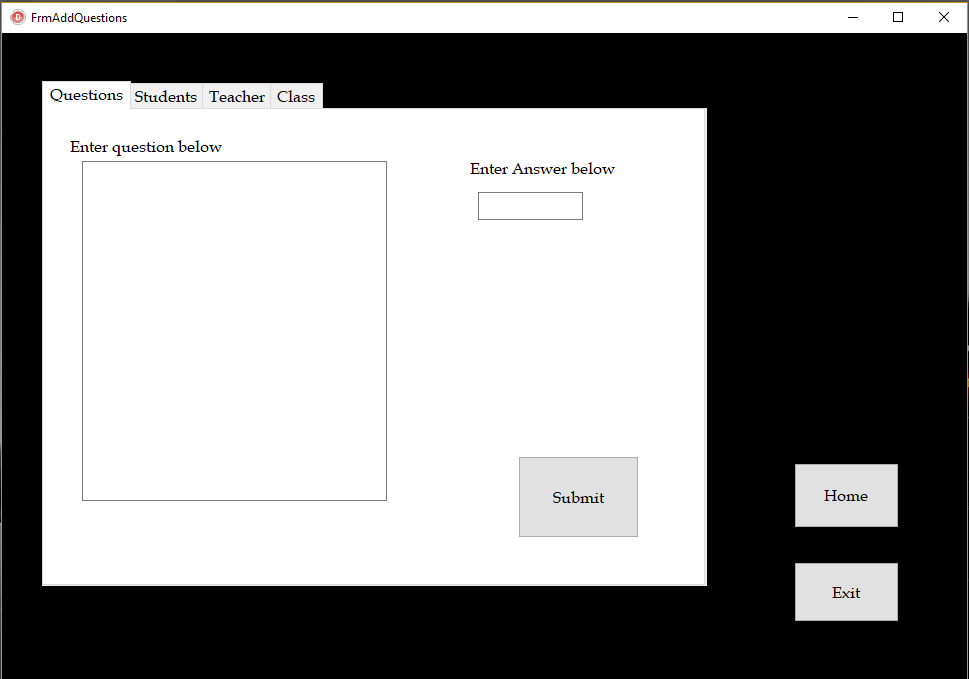 FrmAddQuestions
Questions Students Teacher Class
Enter question below
Enter Answer below
Submit
Home
Exit